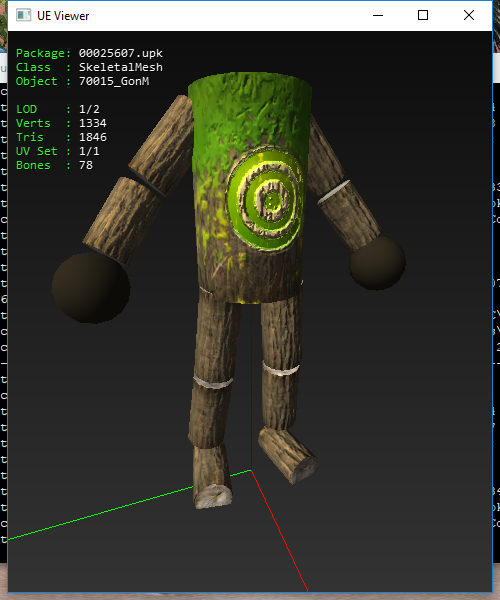 UE Viewer
Package: 00025607.upk
Class  : SkeletalMesh
Object : 70015_GonM
LOD    : 1/2
Verts  : 1334
Tris   : 1846
UV Set : 1/1
Bones  : 78